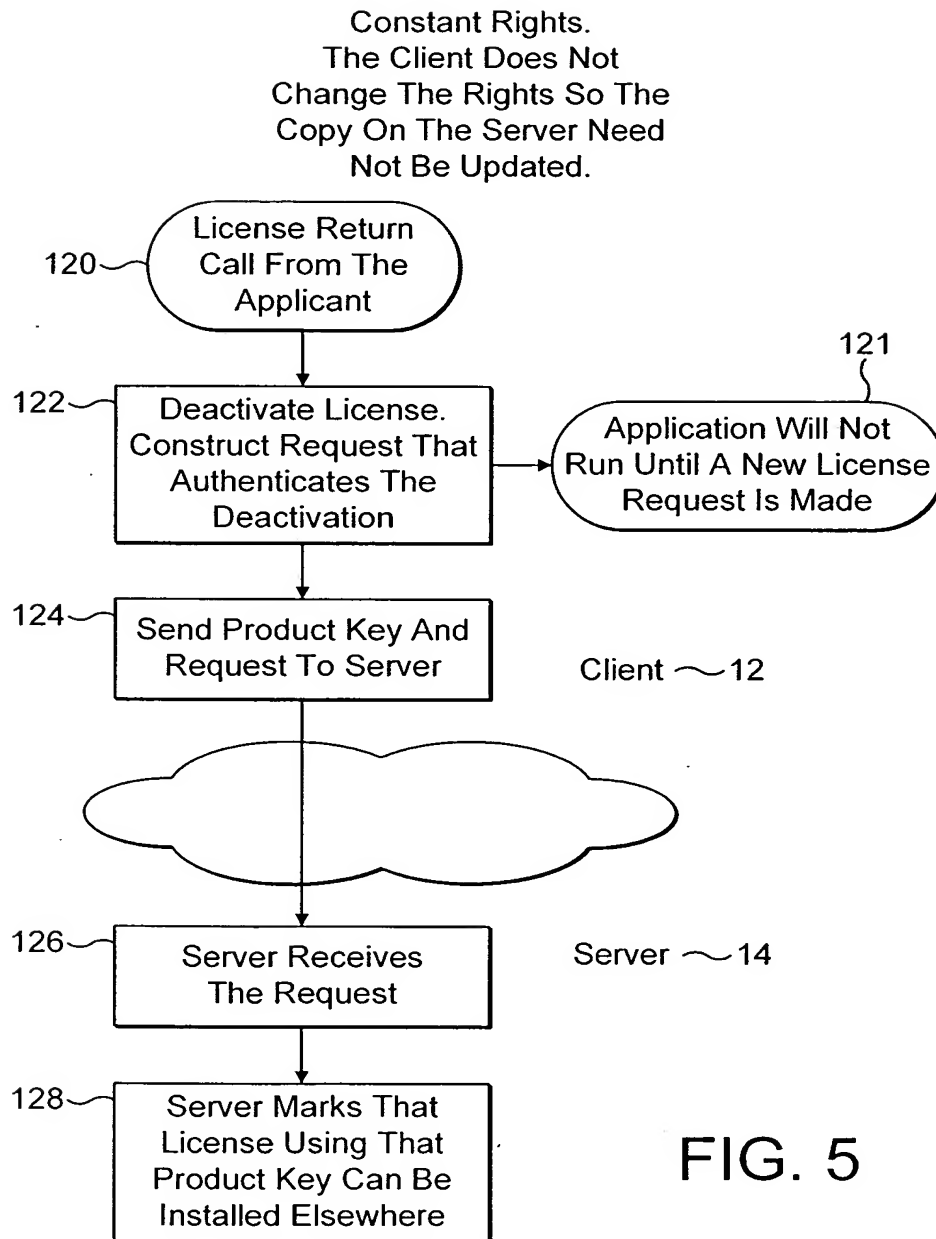 Constant Rights.
The Client Does Not
Change The Rights So The
Copy On The Server Need
Not Be Updated.
120
License Return
Call From The
Applicant
121
122
Deactivate License.
Construct Request That
Authenticates The
Deactivation
Application Will Not
Run Until A New License
Request Is Made
124
Send Product Key And
Request To Server
Client 12
126
Server Receives
The Request
Server 14
128
Server Marks That
License Using That
Product Key Can Be
Installed Elsewhere
FIG. 5